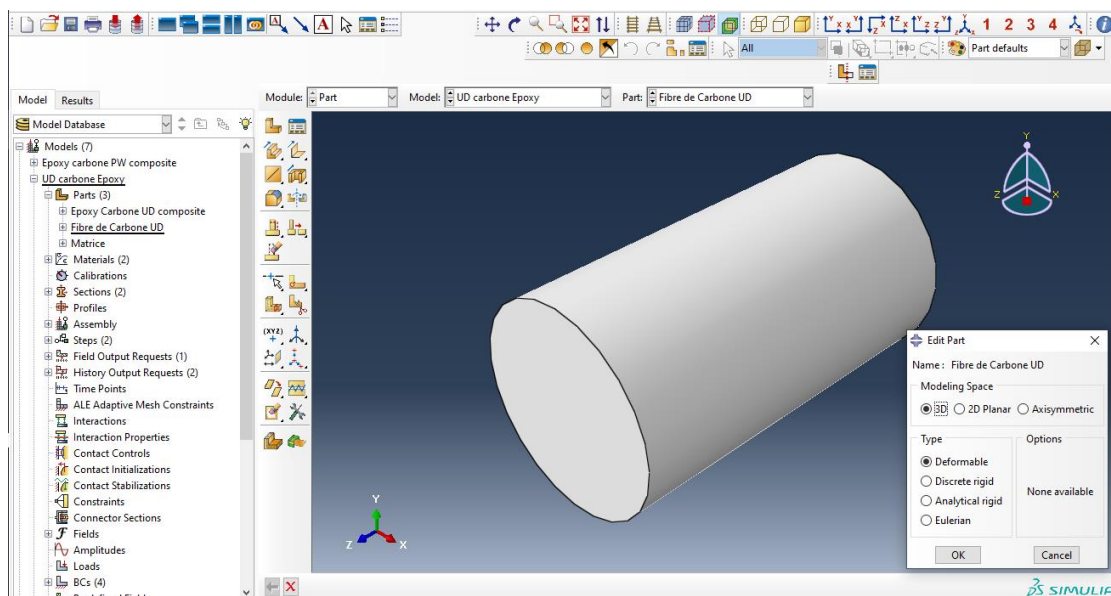 A
1 2 3 4
All
Part defaults
Model Results
Module: Part Model: UD carbone Epoxy Part: Fibre de Carbone UD
Model Database
Models (7)
Epoxy carbone PW composite
UD carbone Epoxy
Parts (3)
Epoxy Carbone UD composite
Fibre de Carbone UD
Matrice
Materials (2)
Calibrations
Sections (2)
Profiles
Assembly
Steps (2)
Field Output Requests (1)
History Output Requests (2)
Time Points
ALE Adaptive Mesh Constraints
Interactions
Interaction Properties
Contact Controls
Contact Initializations
Contact Stabilizations
Constraints
Connector Sections
Fields
Amplitudes
Loads
BCs (4)
(XYZ)
Y
Z
X
Y
Z
X
Edit Part
Name: Fibre de Carbone UD
Modeling Space
3D 2D Planar Axisymmetric
Type
Options
Deformable
Discrete rigid
Analytical rigid
Eulerian
None available
OK Cancel
SIMULIA